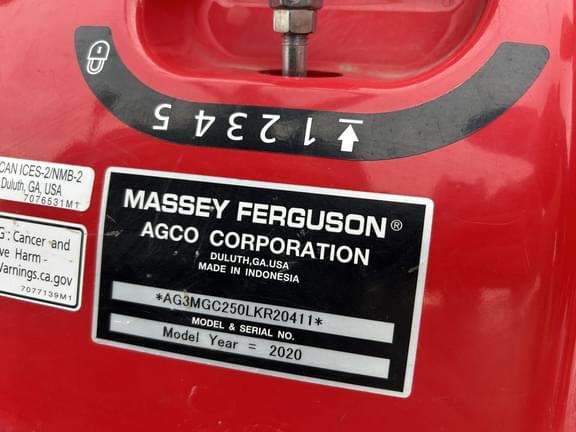 5 4 3 2 1
CAN ICES-2/NMB-2
Duluth, GA, USA
7076531M1
G: Cancer and
ve Harm -
Warnings.ca.gov
7077139M1
MASSEY FERGUSON®
AGCO CORPORATION
DULUTH,GA.USA
MADE IN INDONESIA
*AG3MGC250LKR20411*
MODEL & SERIAL NO.
Model Year = 2020